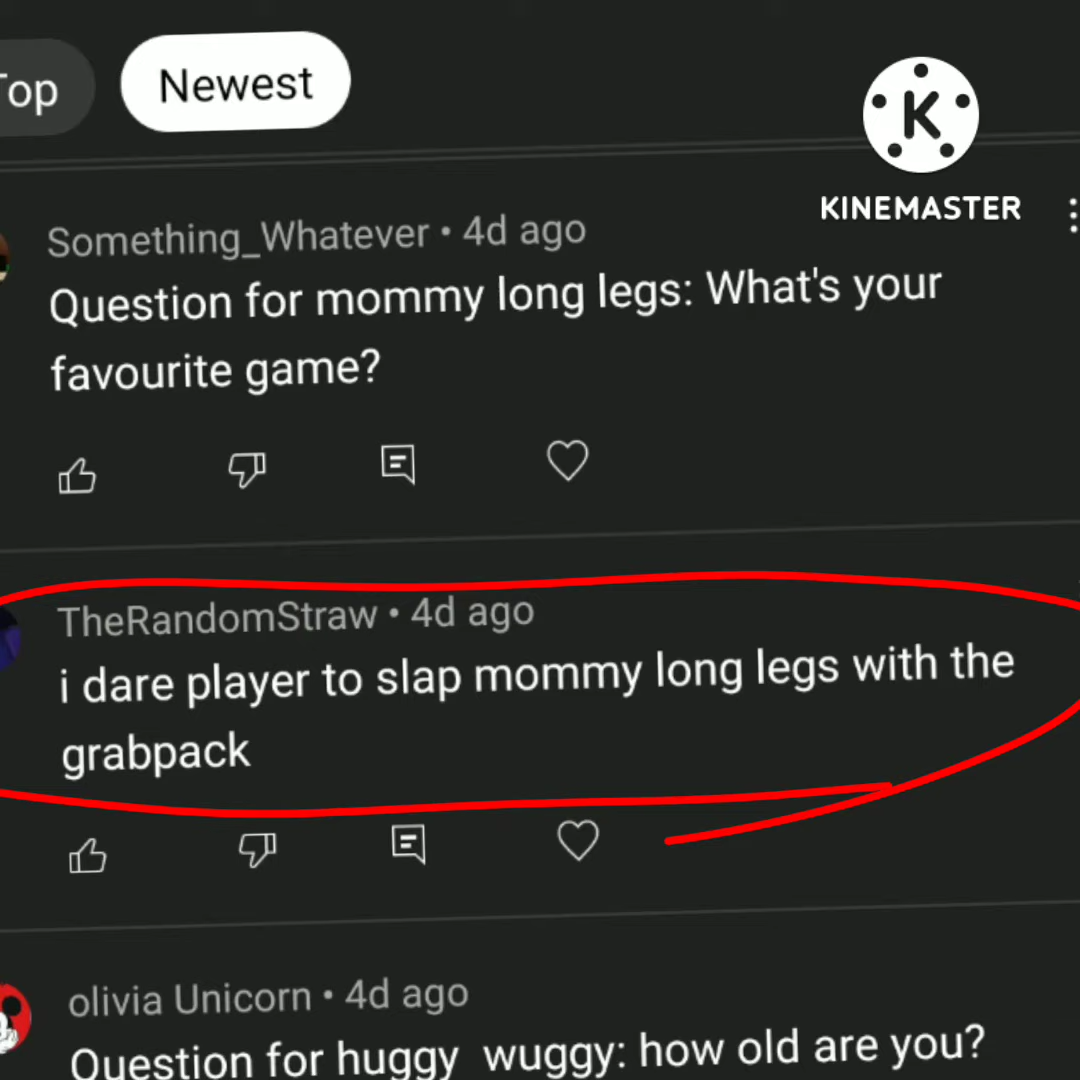 Top
Newest
K
KINEMASTER
Something_Whatever • 4d ago
Question for mommy long legs: What's your
favourite game?
TheRandomStraw • 4d ago
i dare player to slap mommy long legs with the
grabpack
olivia Unicorn • 4d ago
Question for huggy wuggy: how old are you?